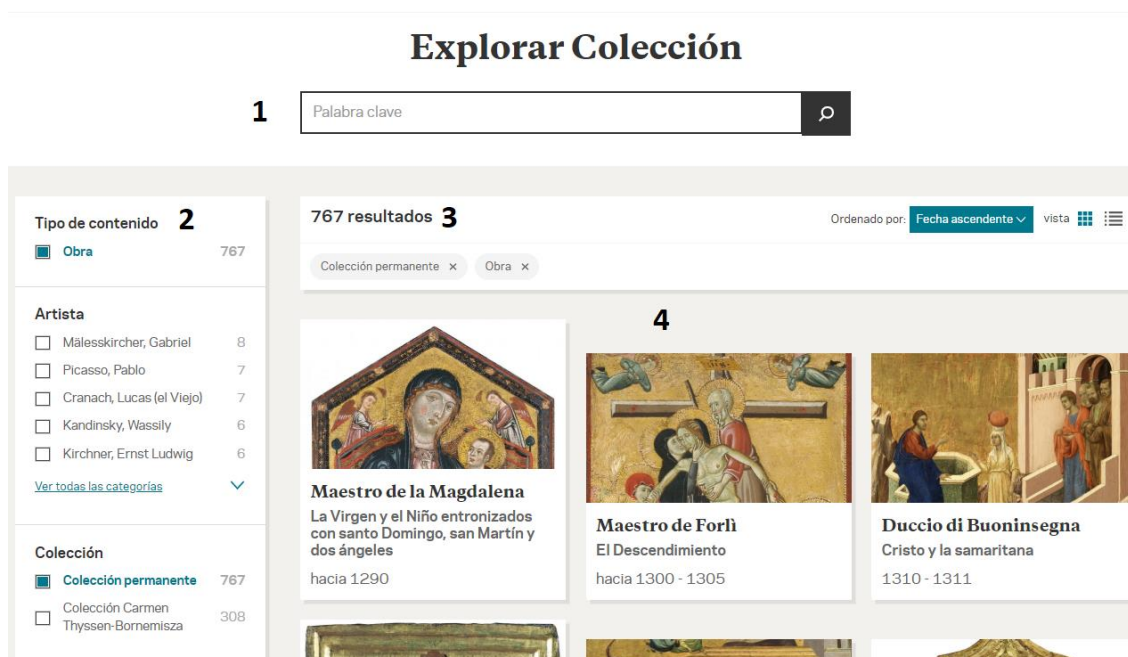 Explorar Colección
1
Palabra clave
Tipo de contenido 2
Obra 767
Artista
Mälesskircher, Gabriel 8
Picasso, Pablo 7
Cranach, Lucas (el Viejo) 7
Kandinsky, Wassily 6
Kirchner, Ernst Ludwig 6
Ver todas las categorías
Colección
Colección permanente 767
Colección Carmen
Thyssen-Bornemisza 308
767 resultados 3
Ordenado por: Fecha ascendente vista
Colección permanente × Obra ×
4
Maestro de la Magdalena
La Virgen y el Niño entronizados
con santo Domingo, san Martín y
dos ángeles
hacia 1290
Maestro de Forlì
El Descendimiento
hacia 1300 - 1305
Duccio di Buoninsegna
Cristo y la samaritana
1310 - 1311